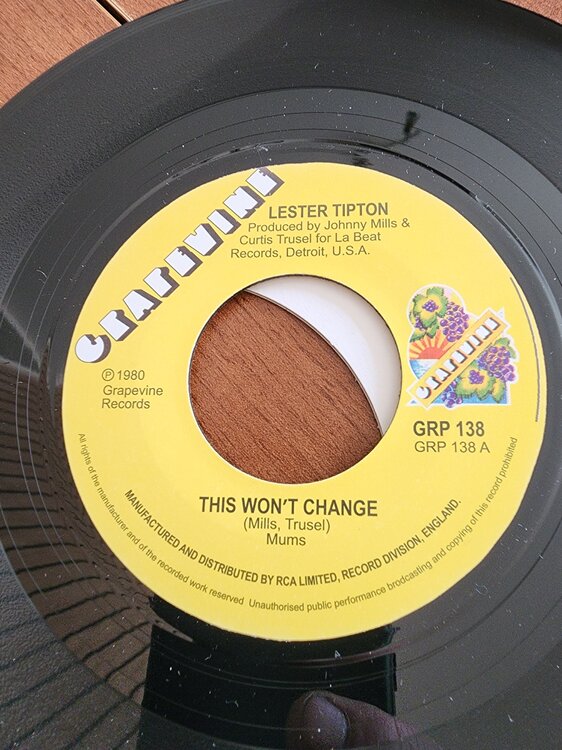 GRAPEVINE
LESTER TIPTON
Produced by Johnny Mills &
Curtis Trusel for La Beat
Records, Detroit, U.S.A.
℗ 1980
Grapevine
Records
GRAPEVINE
GRP 138
GRP 138 A
THIS WON'T CHANGE
(Mills, Trusel)
Mums
MANUFACTURED AND DISTRIBUTED BY RCA LIMITED, RECORD DIVISION, ENGLAND.
All rights of the manufacturer and of the recorded work reserved Unauthorised public performance brodcasting and copying of this record prohibited